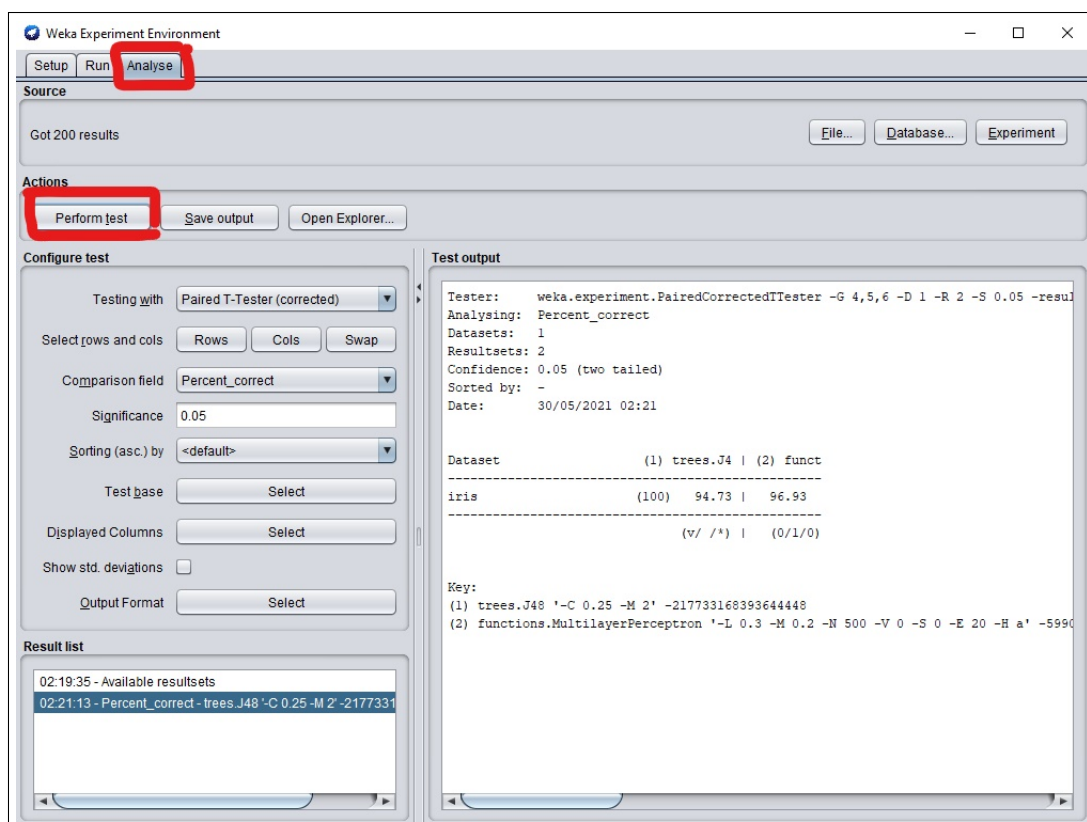 Weka Experiment Environment
Setup Run Analyse
Source
Got 200 results
File... Database... Experiment
Actions
Perform test Save output Open Explorer...
Configure test
Testing with Paired T-Tester (corrected)
Select rows and cols Rows Cols Swap
Comparison field Percent_correct
Significance 0.05
Sorting (asc.) by <default>
Test base Select
Displayed Columns Select
Show std. deviations
Output Format Select
Result list
02:19:35 - Available resultsets
02:21:13 - Percent_correct - trees.J48 '-C 0.25 -M 2' -2177331
Test output
Tester: weka.experiment.PairedCorrectedTTester -G 4,5,6 -D 1 -R 2 -S 0.05 -resul
Analysing: Percent_correct
Datasets: 1
Resultsets: 2
Confidence: 0.05 (two tailed)
Sorted by: -
Date: 30/05/2021 02:21
Dataset (1) trees.J4 | (2) funct
--------------------------------------------------
iris (100) 94.73 | 96.93
--------------------------------------------------
(v/ /*) | (0/1/0)
Key:
(1) trees.J48 '-C 0.25 -M 2' -217733168393644448
(2) functions.MultilayerPerceptron '-L 0.3 -M 0.2 -N 500 -V 0 -S 0 -E 20 -H a' -5990